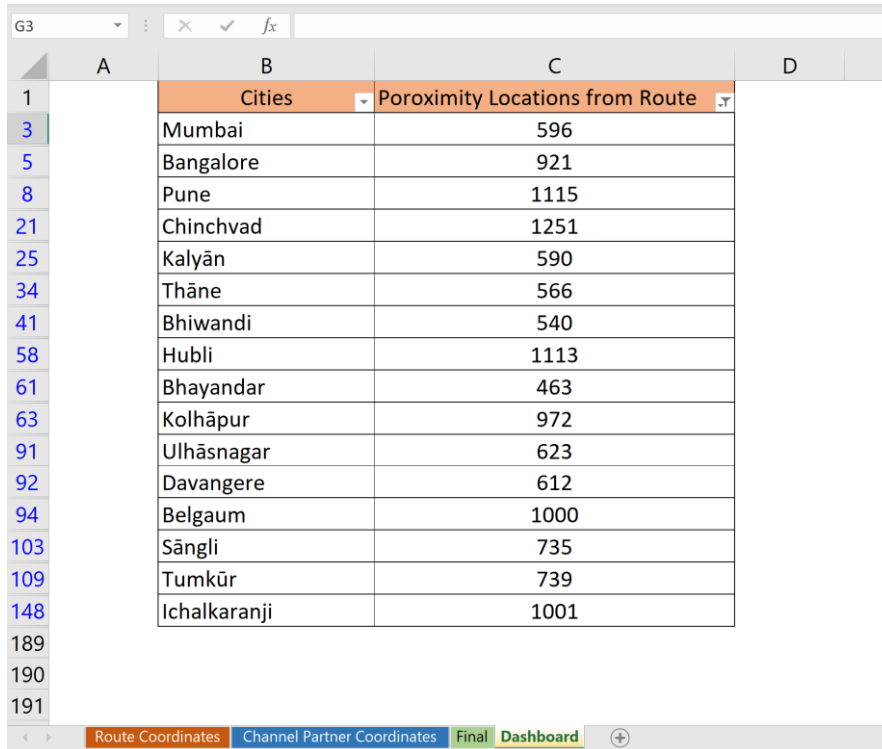 G3 fx
A B C D
1 Cities Poroximity Locations from Route
3 Mumbai 596
5 Bangalore 921
8 Pune 1115
21 Chinchvad 1251
25 Kalyān 590
34 Thāne 566
41 Bhiwandi 540
58 Hubli 1113
61 Bhayandar 463
63 Kolhāpur 972
91 Ulhāsnagar 623
92 Davangere 612
94 Belgaum 1000
103 Sāngli 735
109 Tumkūr 739
148 Ichalkaranji 1001
189
190
191
Route Coordinates Channel Partner Coordinates Final Dashboard